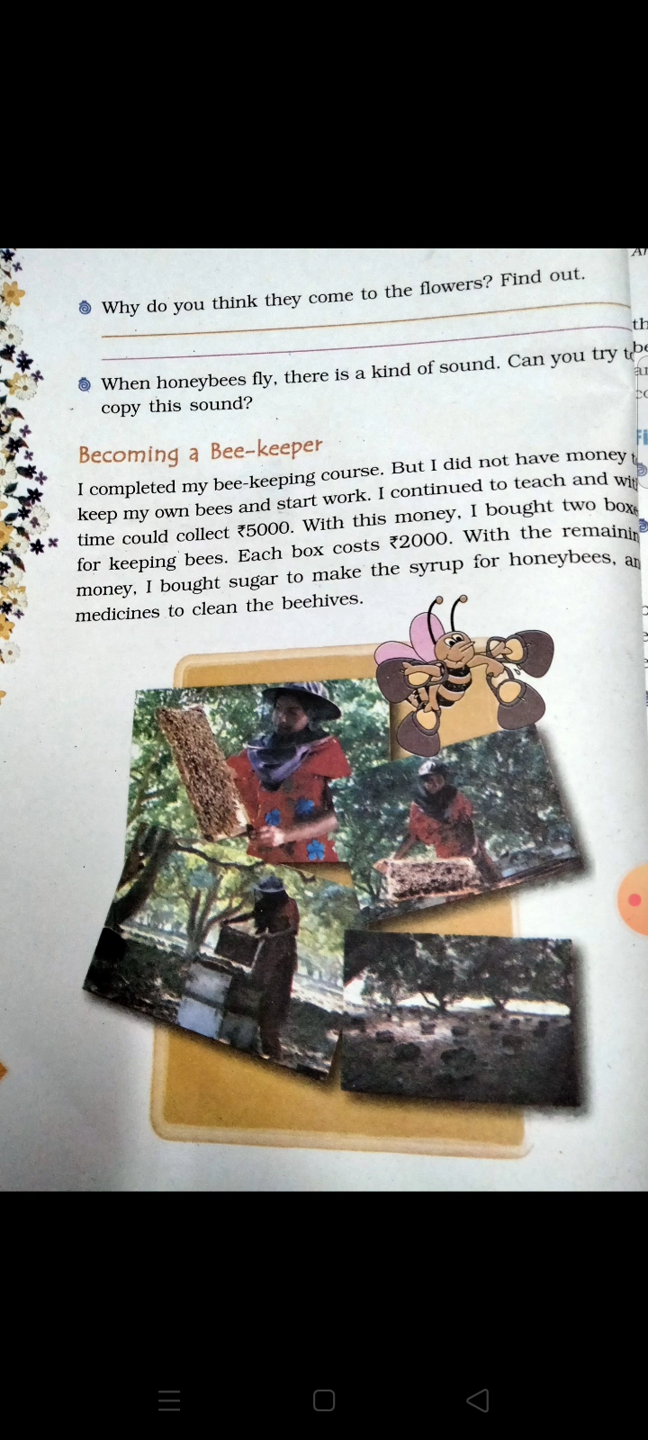 Why do you think they come to the flowers? Find out.
When honeybees fly, there is a kind of sound. Can you try
copy this sound?
Becoming a Bee-keeper
I completed my bee-keeping course. But I did not have money
keep my own bees and start work. I continued to teach and
time could collect ₹5000. With this money, I bought two
for keeping bees. Each box costs ₹2000. With the
money, I bought sugar to make the syrup for honeybees,
medicines to clean the beehives.